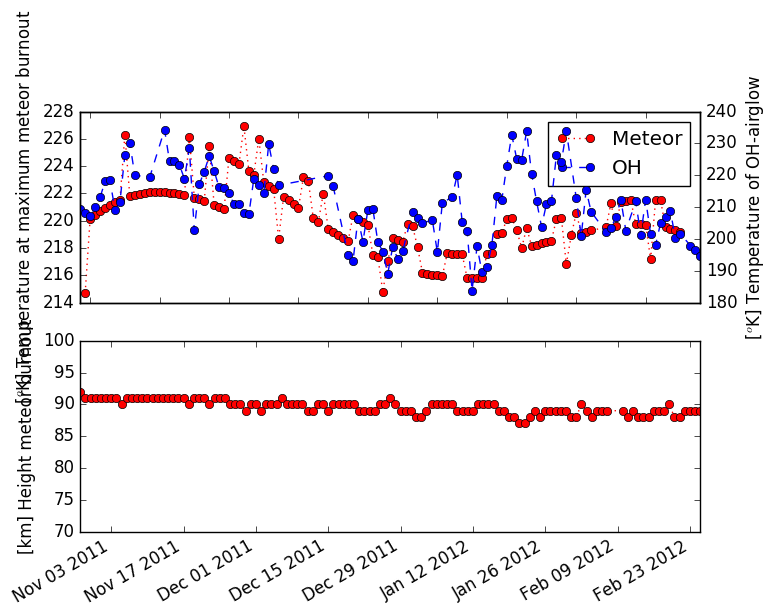 [°K] Temperature at maximum meteor burnout
228
226
224
222
220
218
216
214
240
230
220
210
200
190
180
[°K] Temperature of OH-airglow
Meteor
OH
[km] Height meteor burnout
100
95
90
85
80
75
70
Nov 03 2011
Nov 17 2011
Dec 01 2011
Dec 15 2011
Dec 29 2011
Jan 12 2012
Jan 26 2012
Feb 09 2012
Feb 23 2012